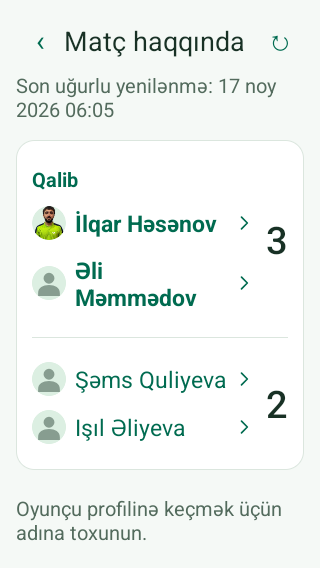 Matç haqqında
Son uğurlu yenilənmə: 17 noy
2026 06:05
Qalib
İlqar Həsənov
3
Əli
Məmmədov
Şəms Quliyeva
2
Işıl Əliyeva
Oyunçu profilinə keçmək üçün
adına toxunun.